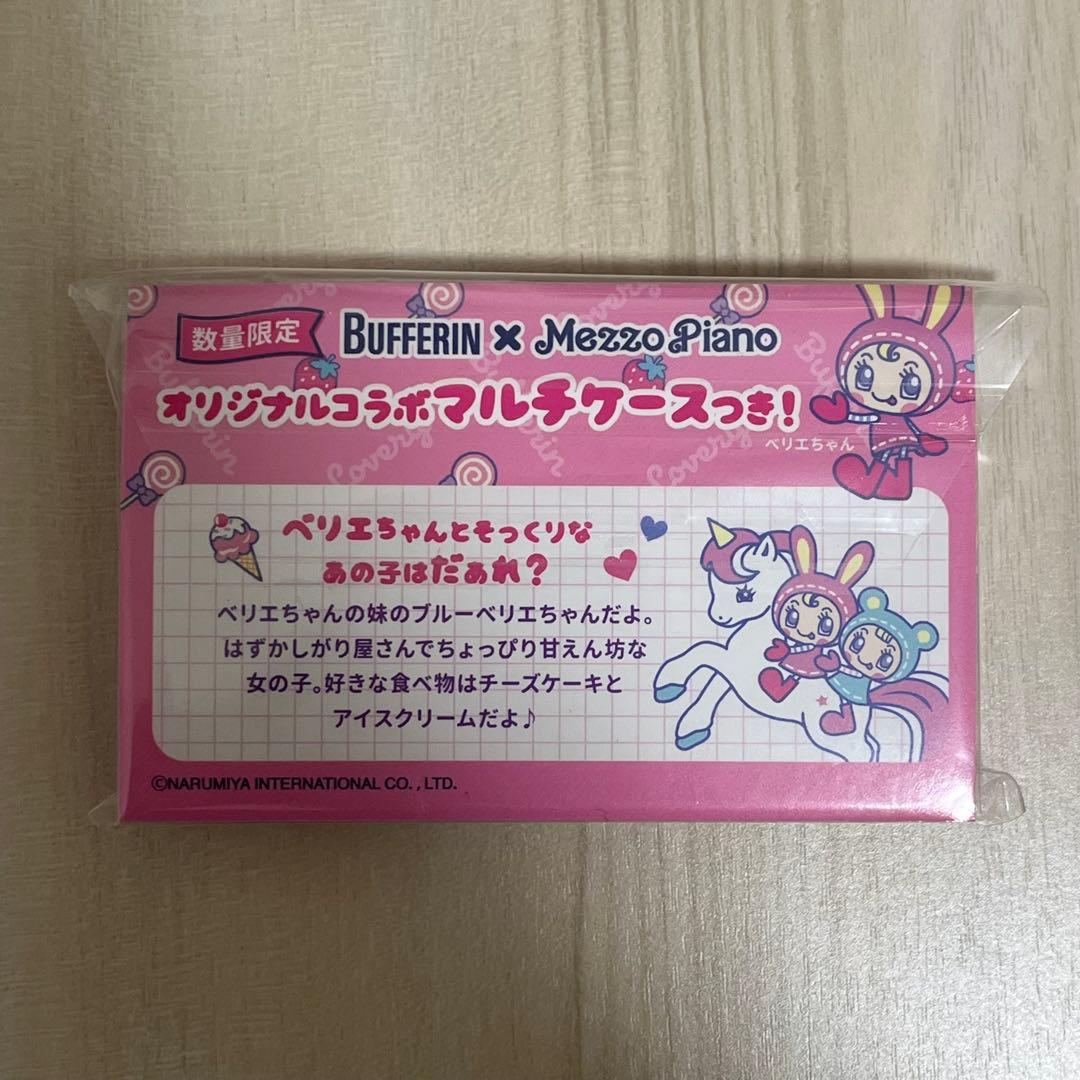 数量限定 BUFFERIN × Mezzo Piano
オリジナルコラボマルチケースつき!
ベリエちゃん
ベリエちゃんとそっくりな
あの子はだぁれ?
ベリエちゃんの妹のブルーベリエちゃんだよ。
はずかしがり屋さんでちょっぴり甘えん坊な
女の子。好きな食べ物はチーズケーキと
アイスクリームだよ♪
©NARUMIYA INTERNATIONAL CO., LTD.